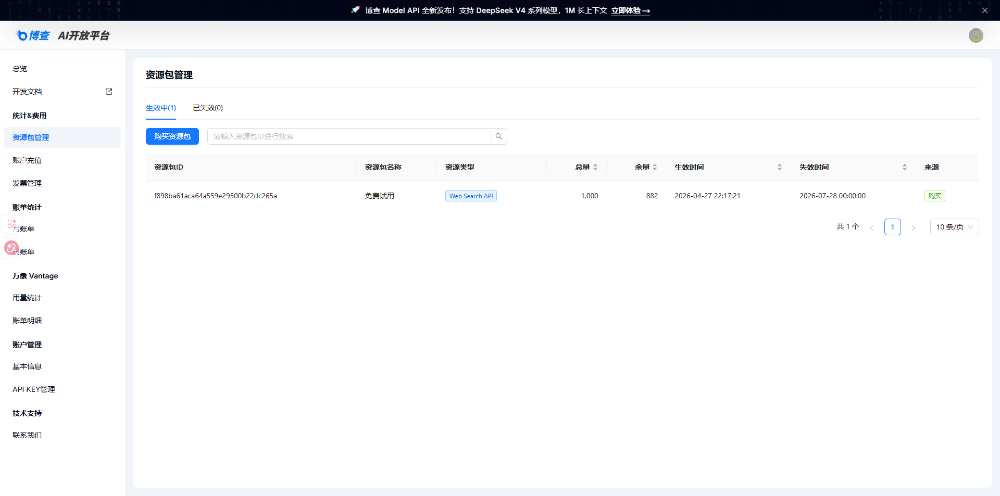 博查 Model API 全新发布！支持 DeepSeek V4 系列模型，1M 长上下文 立即体验→
博查 AI开放平台
总览
开发文档
统计&费用
资源包管理
账户充值
发票管理
账单统计
月账单
日账单
万象 Vantage
用量统计
账单明细
账户管理
基本信息
API KEY管理
技术支持
联系我们
资源包管理
生效中(1) 已失效(0)
购买资源包 请输入资源包ID进行搜索
资源包ID 资源包名称 资源类型 总量 余量 生效时间 失效时间 来源
f898ba61aca64a559e29500b22dc265a 免费试用 Web Search API 1,000 882 2026-04-27 22:17:21 2026-07-28 00:00:00 购买
共 1 个 < 1 > 10 条/页